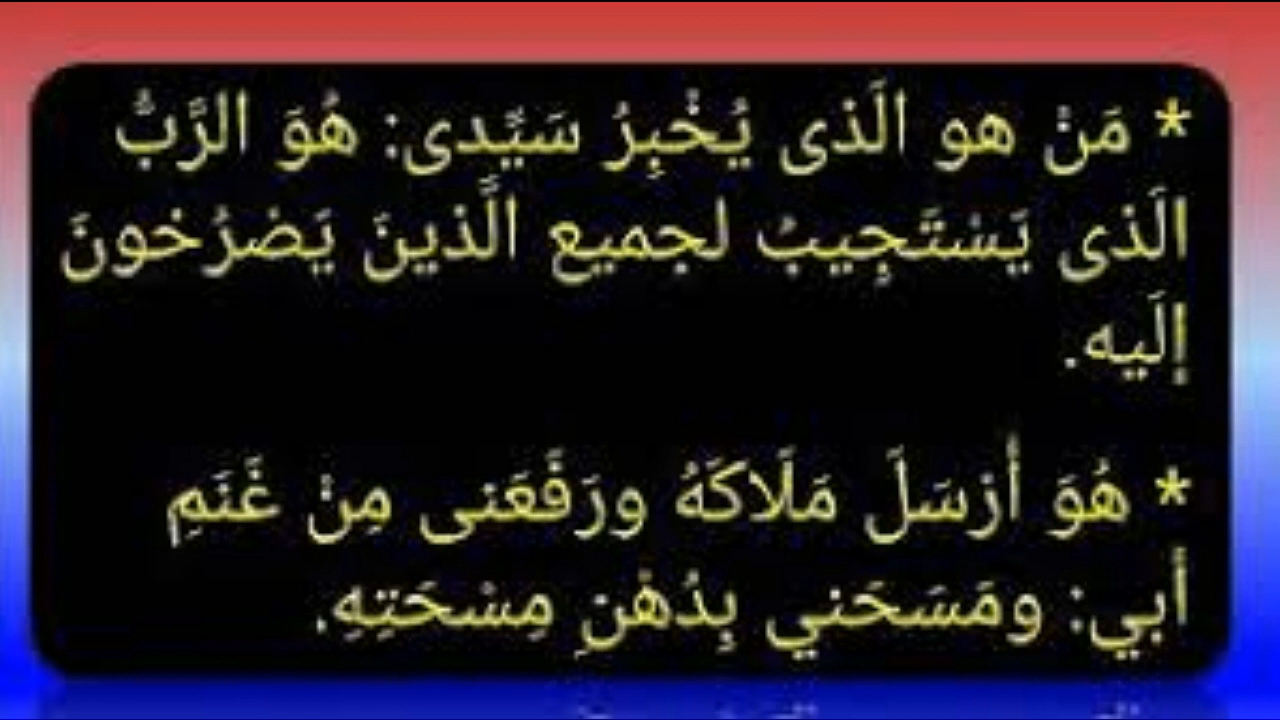 * مَنْ هو الَذى يُخْبِرُ سَيِّدى: هُوَ الرَّبُّ
الَذى يَسْتَجِيبُ لجميع الَّذينَ يَصْرُخونَ
إلَيه.
* هُوَ أرْسَلَ مَلَاكَهُ ورَفَعَنى مِنْ غَنَمِ
أبي: ومَسَحَني بِدُهْنِ مِسْحَتِهِ.